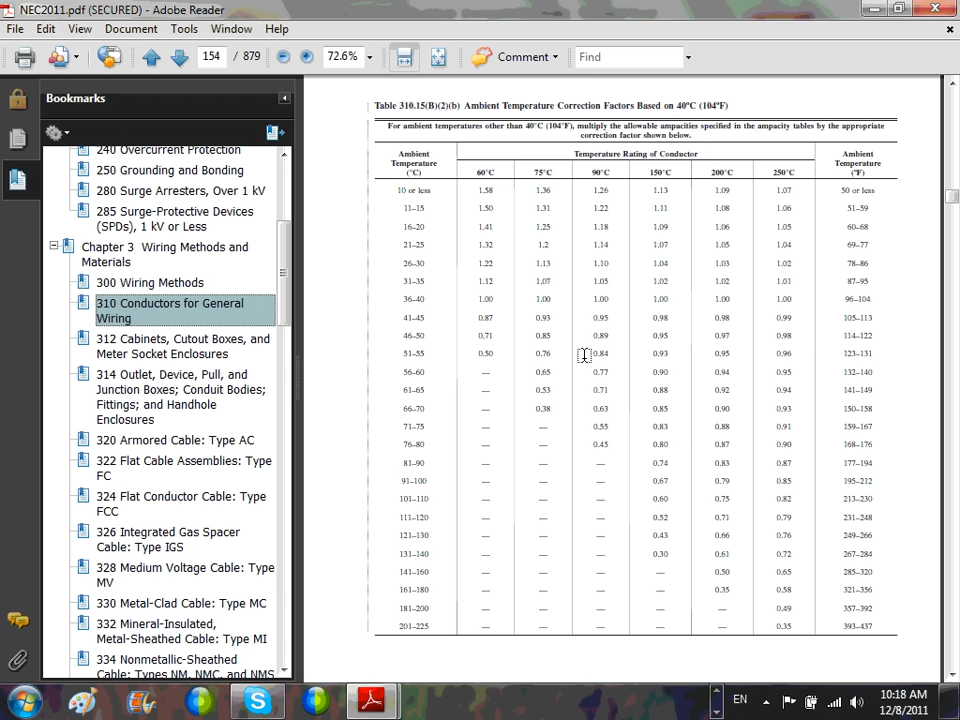 NEC2011.pdf (SECURED) - Adobe Reader
File Edit View Document Tools Window Help
154 / 879 72.6% Comment Find
Bookmarks
240 Overcurrent Protection
250 Grounding and Bonding
280 Surge Arresters, Over 1 kV
285 Surge-Protective Devices
(SPDs), 1 kV or Less
Chapter 3 Wiring Methods and
Materials
300 Wiring Methods
310 Conductors for General
Wiring
312 Cabinets, Cutout Boxes, and
Meter Socket Enclosures
314 Outlet, Device, Pull, and
Junction Boxes; Conduit Bodies;
Fittings; and Handhole
Enclosures
320 Armored Cable: Type AC
322 Flat Cable Assemblies: Type
FC
324 Flat Conductor Cable: Type
FCC
326 Integrated Gas Spacer
Cable: Type IGS
328 Medium Voltage Cable: Type
MV
330 Metal-Clad Cable: Type MC
332 Mineral-Insulated,
Metal-Sheathed Cable: Type MI
334 Nonmetallic-Sheathed
Cable: Types NM, NMC, and NMS
Table 310.15(B)(2)(b) Ambient Temperature Correction Factors Based on 40°C (104°F)
For ambient temperatures other than 40°C (104°F), multiply the allowable ampacities specified in the ampacity tables by the appropriate
correction factor shown below.
Ambient Temperature (°C) Temperature Rating of Conductor Ambient Temperature (°F)
60°C 75°C 90°C 150°C 200°C 250°C
10 or less 1.58 1.36 1.26 1.13 1.09 1.07 50 or less
11–15 1.50 1.31 1.22 1.11 1.08 1.06 51–59
16–20 1.41 1.25 1.18 1.09 1.06 1.05 60–68
21–25 1.32 1.2 1.14 1.07 1.05 1.04 69–77
26–30 1.22 1.13 1.10 1.04 1.03 1.02 78–86
31–35 1.12 1.07 1.05 1.02 1.02 1.01 87–95
36–40 1.00 1.00 1.00 1.00 1.00 1.00 96–104
41–45 0.87 0.93 0.95 0.98 0.98 0.99 105–113
46–50 0.71 0.85 0.89 0.95 0.97 0.98 114–122
51–55 0.50 0.76 0.84 0.93 0.95 0.96 123–131
56–60 — 0.65 0.77 0.90 0.94 0.95 132–140
61–65 — 0.53 0.71 0.88 0.92 0.94 141–149
66–70 — 0.38 0.63 0.85 0.90 0.93 150–158
71–75 — — 0.55 0.83 0.88 0.91 159–167
76–80 — — 0.45 0.80 0.87 0.90 168–176
81–90 — — — 0.74 0.83 0.87 177–194
91–100 — — — 0.67 0.79 0.85 195–212
101–110 — — — 0.60 0.75 0.82 213–230
111–120 — — — 0.52 0.71 0.79 231–248
121–130 — — — 0.43 0.66 0.76 249–266
131–140 — — — 0.30 0.61 0.72 267–284
141–160 — — — — 0.50 0.65 285–320
161–180 — — — — 0.35 0.58 321–356
181–200 — — — — — 0.49 357–392
201–225 — — — — — 0.35 393–437
EN 10:18 AM
12/8/2011